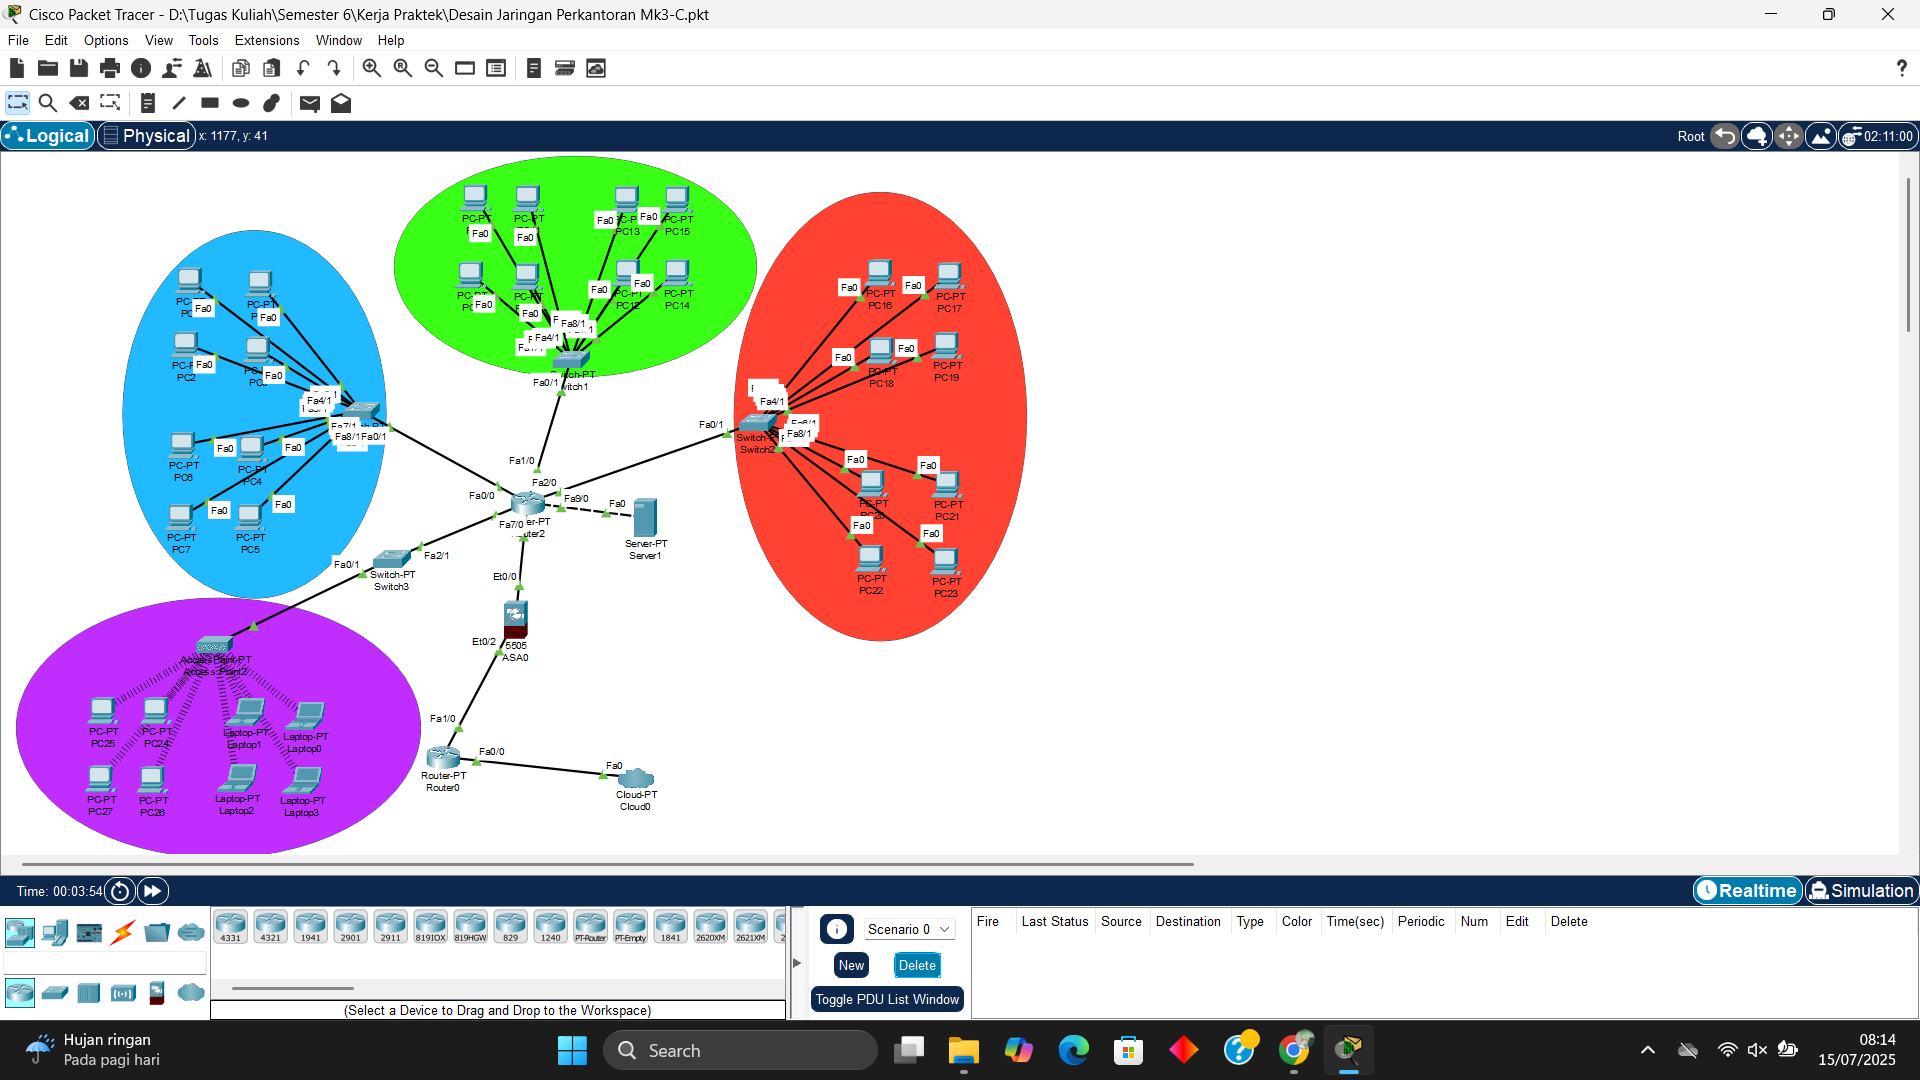 Cisco Packet Tracer - D:\Tugas Kuliah\Semester 6\Kerja Praktek\Desain Jaringan Perkantoran Mk3-C.pkt
File Edit Options View Tools Extensions Window Help
?
Logical Physical x: 1177, y: 41
Root 02:11:00
PC-PT
Fa0
PC-PT
Fa0
Fa0
PC13
Fa0
PC-PT
PC15
Fa0
Fa0
Fa0
PC12
Fa0
PC-PT
PC14
Fa8/1
Fa4/1
Switch1
Fa0/1
Fa0
PC-PT
Fa0
PC2
Fa0
Fa0
Fa4/1
Fa7/1
Fa8/1
Fa0/1
PC-PT
PC6
Fa0
PC-PT
PC4
Fa0
PC-PT
PC7
Fa0
PC-PT
PC5
Fa0
Fa0
PC-PT
PC16
Fa0
PC-PT
PC17
Fa0
PC-PT
PC18
Fa0
PC-PT
PC19
Fa4/1
Fa0/1
Fa8/1
Switch2
Fa0
PC-PT
Fa0
PC-PT
PC21
Fa0
PC-PT
PC22
Fa0
PC-PT
PC23
Fa1/0
Fa2/0
Fa0/0
Fa9/0
Fa0
Fa7/0
Server-PT
Server1
Fa2/1
Fa0/1
Switch-PT
Switch3
Et0/0
Et0/2
5505
ASA0
AccessPoint-PT
Access Point2
PC-PT
PC25
PC-PT
PC24
Laptop-PT
Laptop1
Laptop-PT
Laptop0
PC-PT
PC27
PC-PT
PC26
Laptop-PT
Laptop2
Laptop-PT
Laptop3
Fa1/0
Fa0/0
Router-PT
Router0
Fa0
Cloud-PT
Cloud0
Time: 00:03:54
Realtime Simulation
4331 4321 1941 2901 2911 819IOX 819HGW 829 1240 PT-Router PT-Empty 1841 2620XM 2621XM
(Select a Device to Drag and Drop to the Workspace)
Scenario 0
New Delete
Toggle PDU List Window
Fire Last Status Source Destination Type Color Time(sec) Periodic Num Edit Delete
Hujan ringan
Pada pagi hari
Search
08:14
15/07/2025